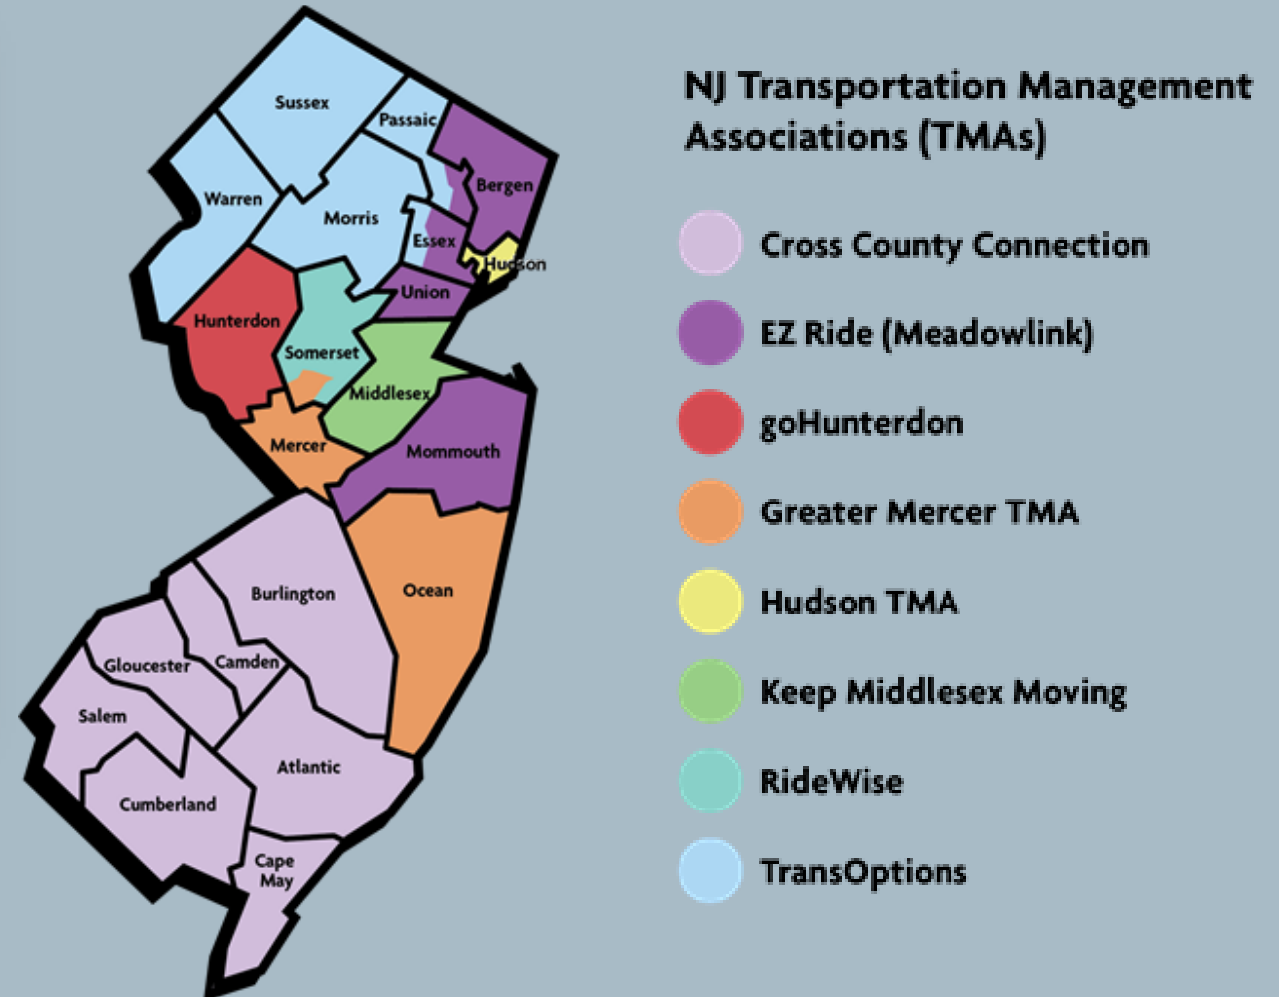 NJ Transportation Management
Associations (TMAs)
Cross County Connection
EZ Ride (Meadowlink)
goHunterdon
Greater Mercer TMA
Hudson TMA
Keep Middlesex Moving
RideWise
TransOptions
Sussex
Passaic
Warren
Bergen
Morris
Essex
Hudson
Union
Hunterdon
Somerset
Middlesex
Mercer
Mommouth
Burlington
Ocean
Gloucester
Camden
Salem
Atlantic
Cumberland
Cape
May